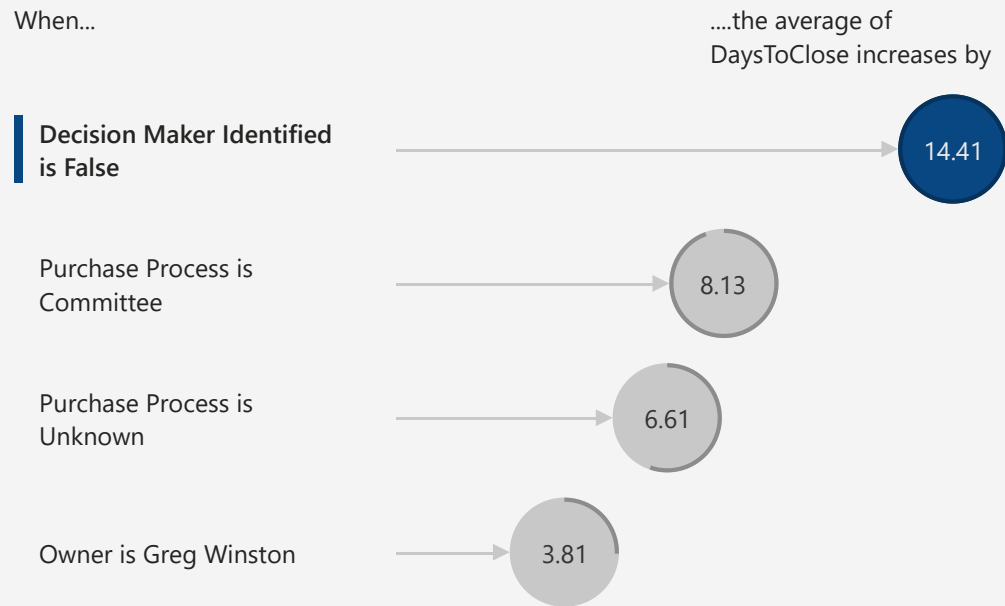 When...
....the average of
DaysToClose increases by
Decision Maker Identified
is False
14.41
Purchase Process is
Committee
8.13
Purchase Process is
Unknown
6.61
Owner is Greg Winston
3.81